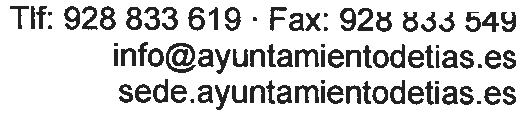 Tlf: 928 833 619 · Fax: 928 833 549
info@ayuntamientodetias.es
sede.ayuntamientodetias.es